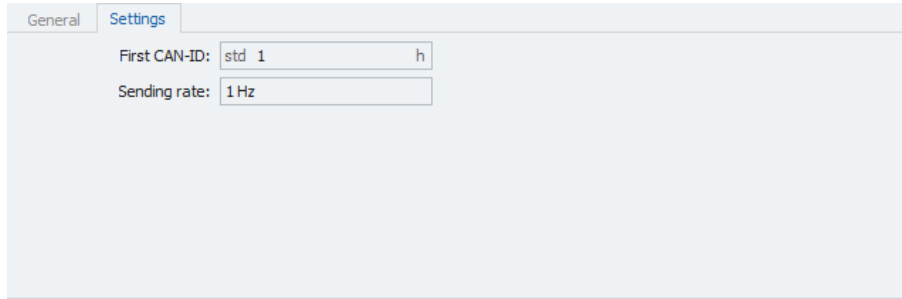 General Settings
First CAN-ID: std 1 h
Sending rate: 1 Hz